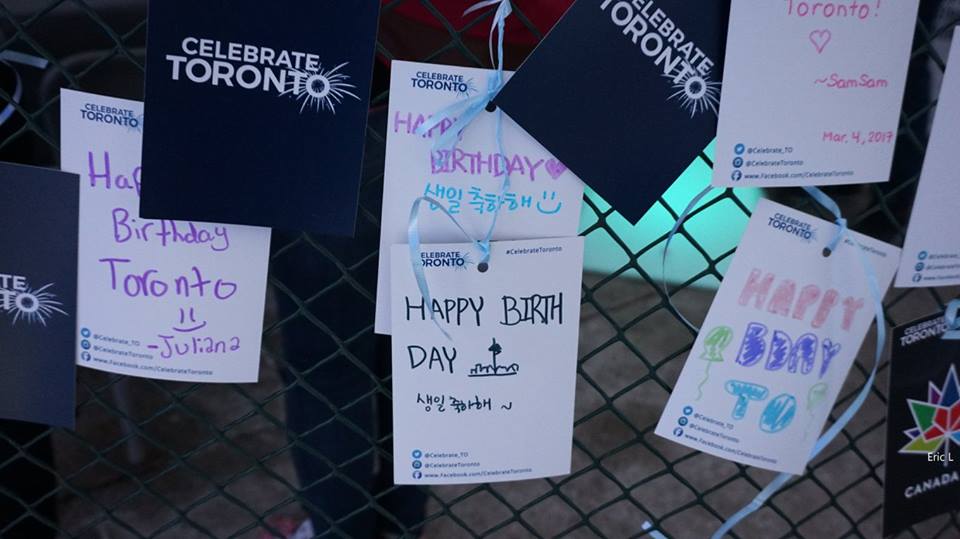 CELEBRATE
TORONTO
Happy
Birthday
Toronto
-Juliana
@Celebrate_TO
@CelebrateToronto
www.Facebook.com/CelebrateToronto
CELEBRATE
TORONTO
TO
CELEBRATE
TORONTO
HAPPY
BIRTHDAY
생일 축하해
CELEBRATE
TORONTO
#CelebrateToronto
HAPPY BIRTH
DAY
생일 축하해 ~
@Celebrate_TO
@CelebrateToronto
www.Facebook.com/CelebrateToronto
CELEBRATE
TORONTO
Toronto!
~SamSam
Mar. 4, 2017
@Celebrate_TO
@CelebrateToronto
www.Facebook.com/CelebrateToronto
CELEBRATE
TORONTO
#CelebrateToronto
HAPPY
BDAY
TO
@Celebrate_TO
@CelebrateToronto
www.Facebook.com/CelebrateToronto
CELEBRATE
TORONTO
Eric L
CANADA